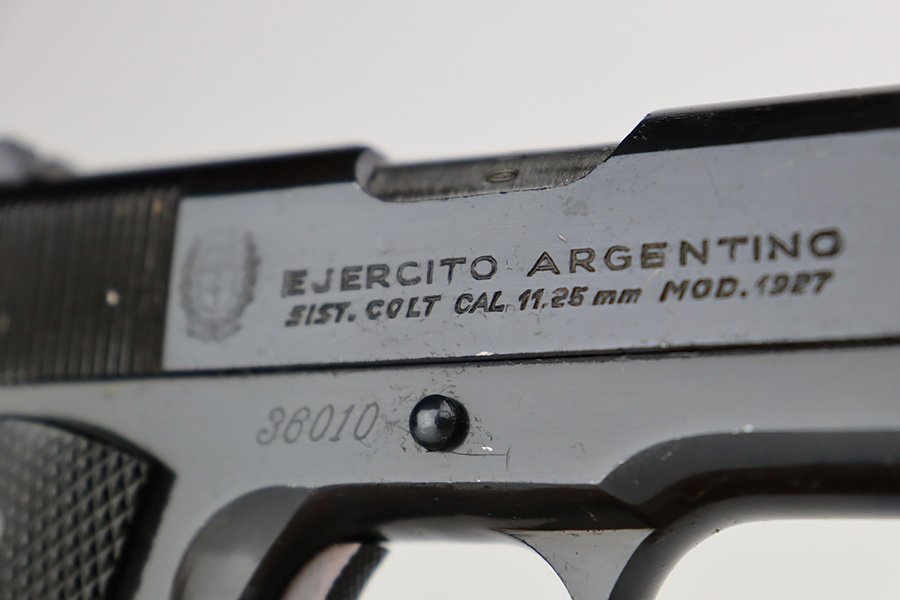 EJERCITO ARGENTINO
SIST. COLT CAL. 11.25 mm MOD. 1927
36010